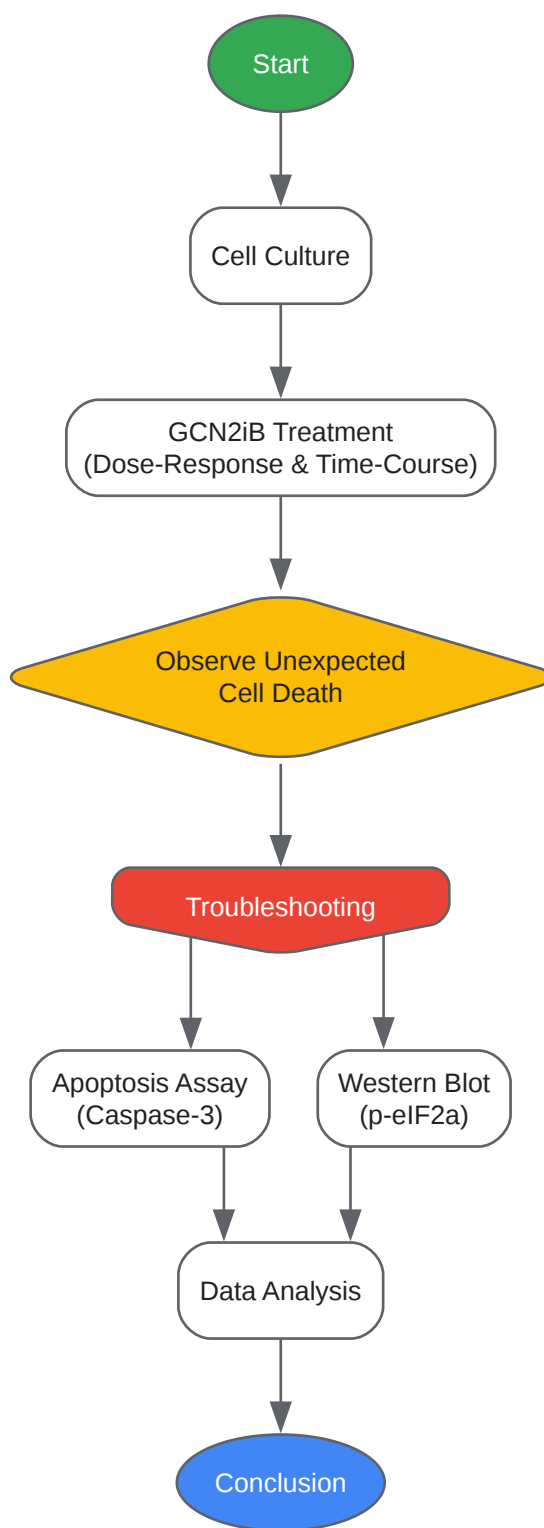 Start
Cell Culture
GCN2iB Treatment
(Dose-Response & Time-Course)
Observe Unexpected
Cell Death
Troubleshooting
Apoptosis Assay
(Caspase-3)
Western Blot
(p-eIF2a)
Data Analysis
Conclusion